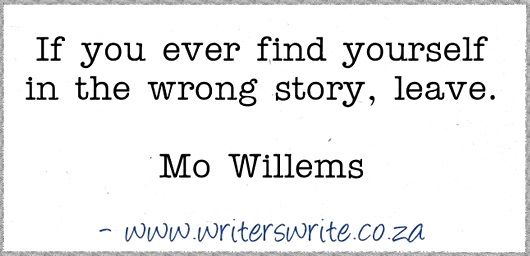 If you ever find yourself
in the wrong story, leave.
Mo Willems
- www.writerswrite.co.za